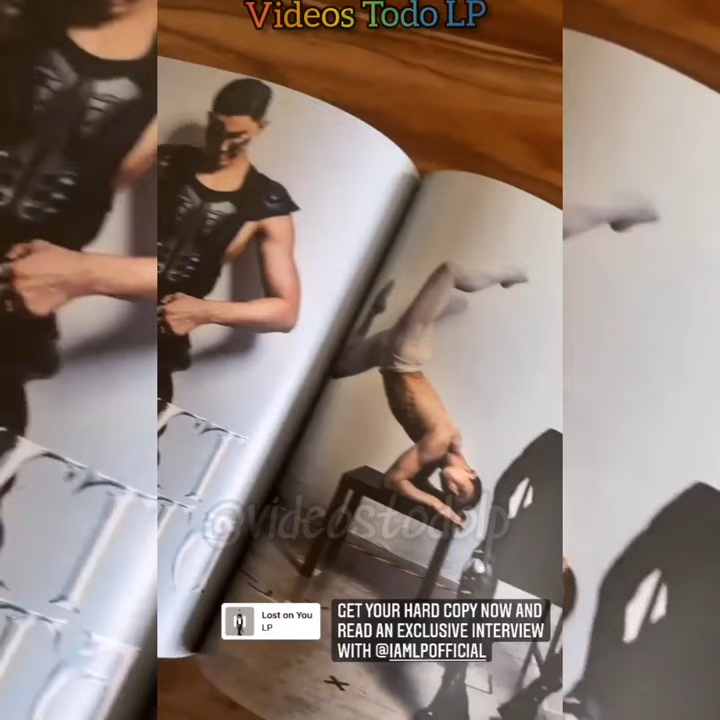 Videos Todo LP
@videostodolp
Lost on You
LP
GET YOUR HARD COPY NOW AND
READ AN EXCLUSIVE INTERVIEW
WITH @IAMLPOFFICIAL